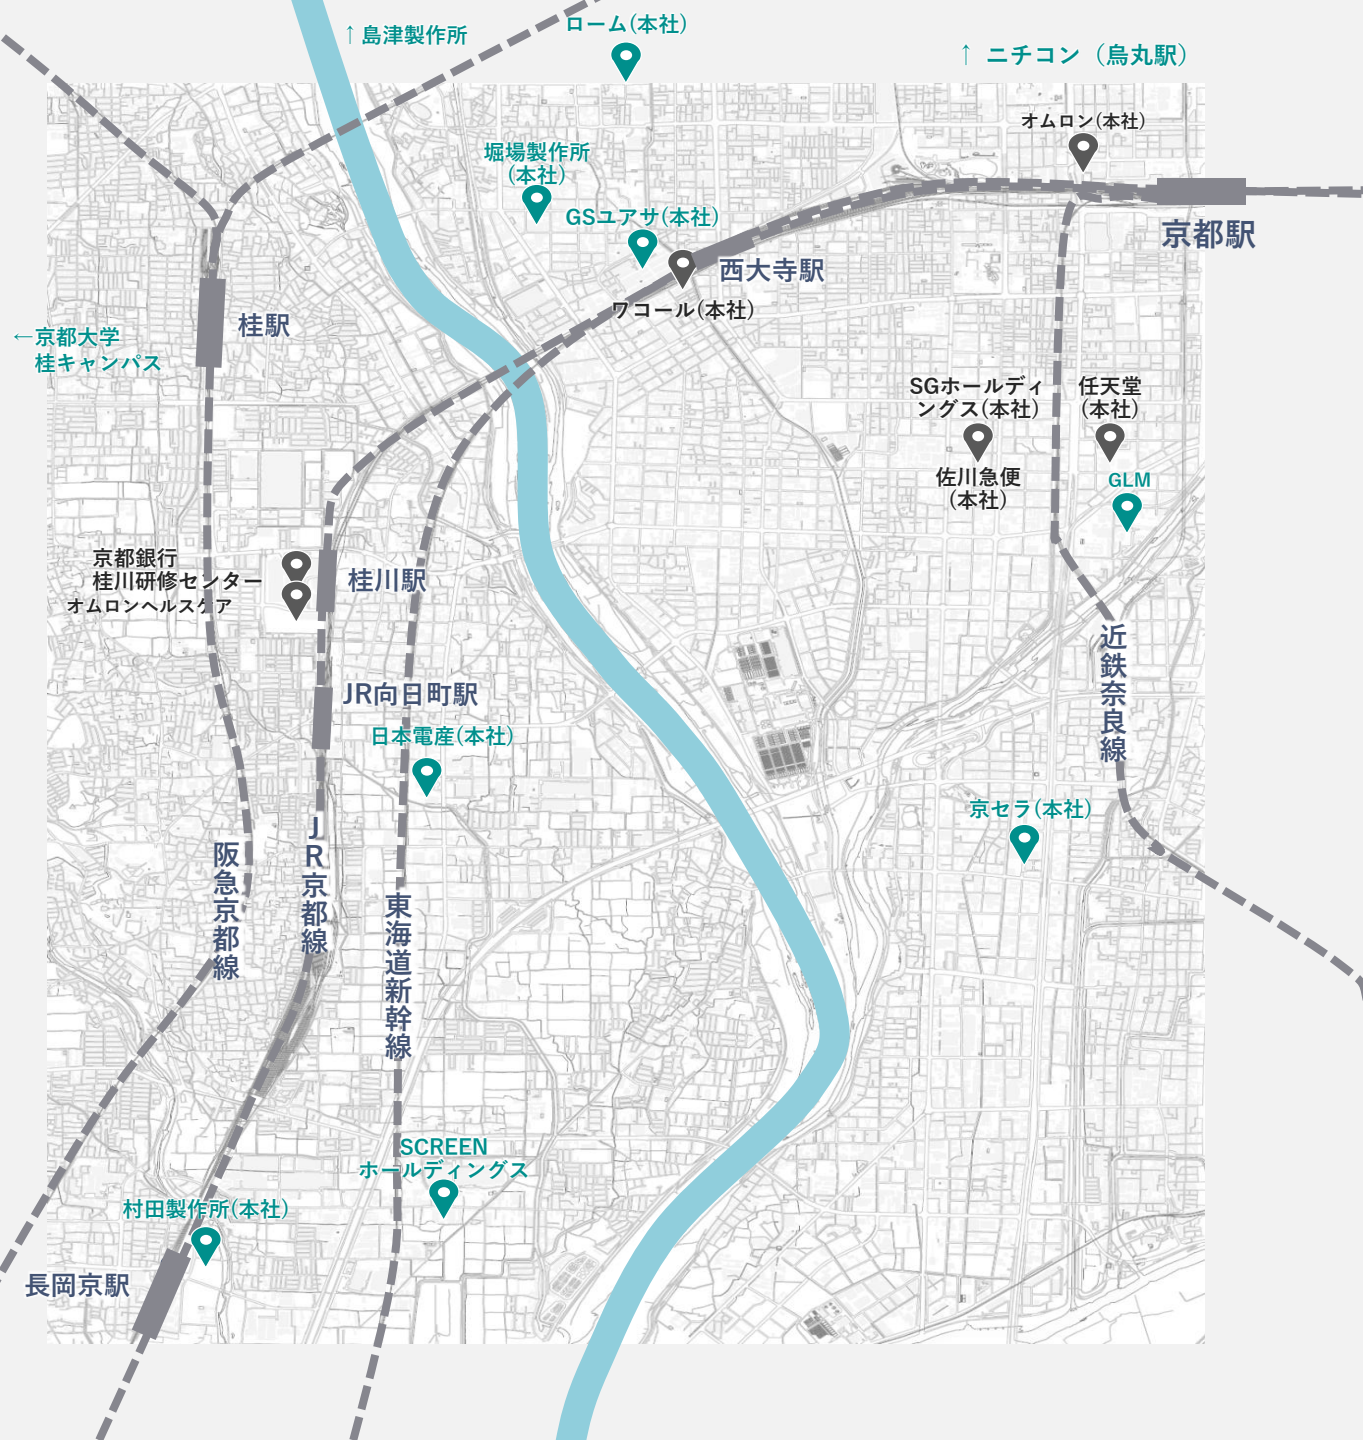 ↑島津製作所
ローム(本社)
↑ ニチコン（烏丸駅）
オムロン(本社)
堀場製作所
(本社)
GSユアサ(本社)
京都駅
西大寺駅
ワコール(本社)
桂駅
←京都大学
桂キャンパス
SGホールディ
ングス(本社)
任天堂
(本社)
佐川急便
(本社)
GLM
京都銀行
桂川研修センター
オムロンヘルスケア
桂川駅
近鉄奈良線
JR向日町駅
日本電産(本社)
京セラ(本社)
JR京都線
阪急京都線
東海道新幹線
SCREEN
ホールディングス
村田製作所(本社)
長岡京駅